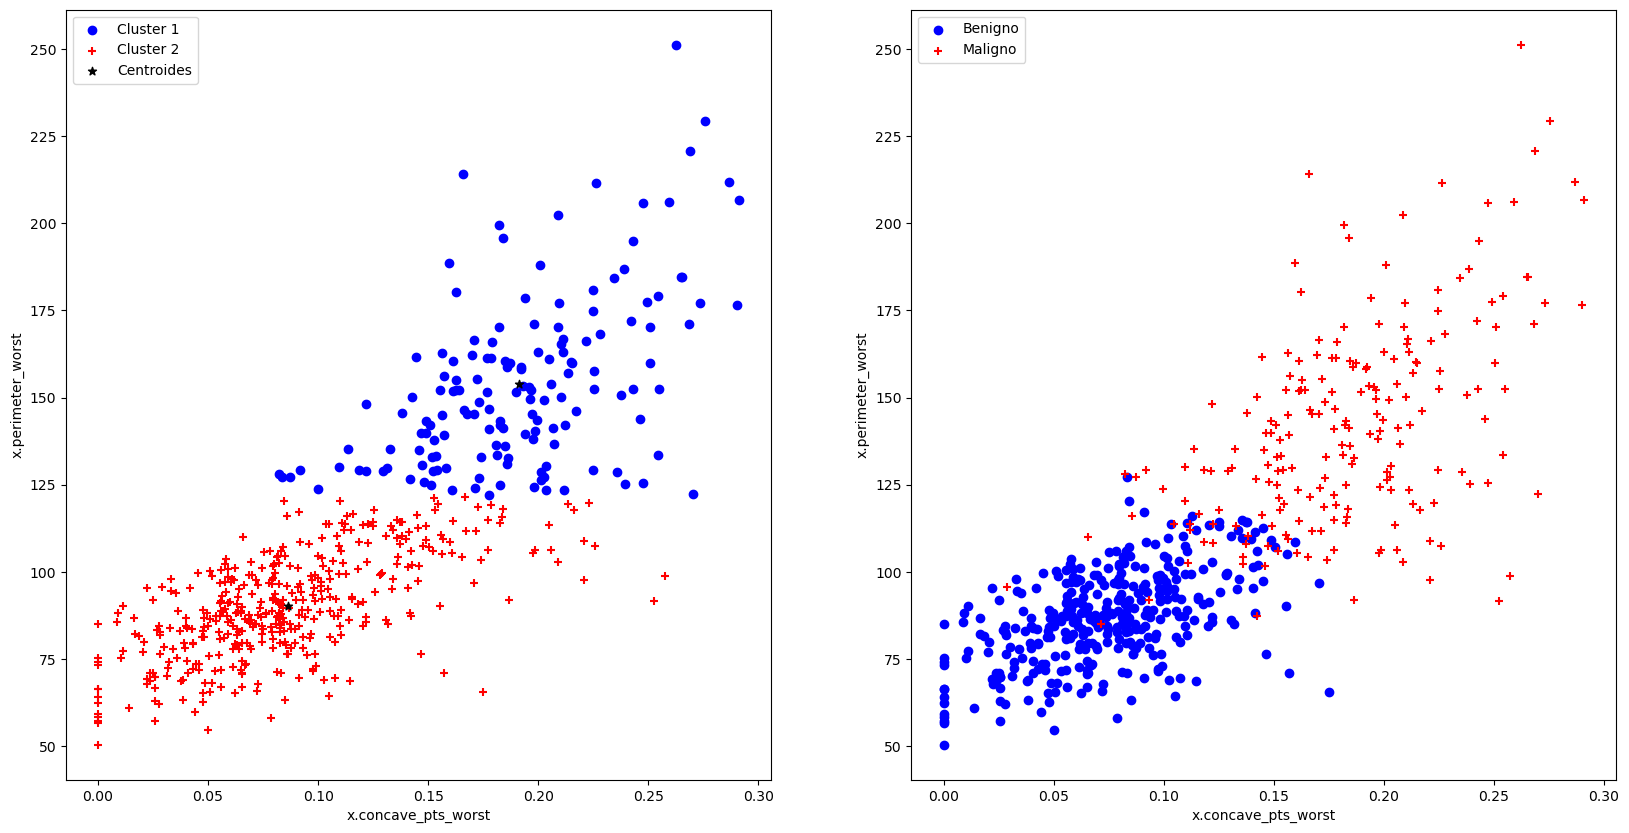 Cluster 1
Cluster 2
Centroides
250
225
200
175
150
125
100
75
50
x.perimeter_worst
0.00 0.05 0.10 0.15 0.20 0.25 0.30
x.concave_pts_worst
Benigno
Maligno
250
225
200
175
150
125
100
75
50
x.perimeter_worst
0.00 0.05 0.10 0.15 0.20 0.25 0.30
x.concave_pts_worst